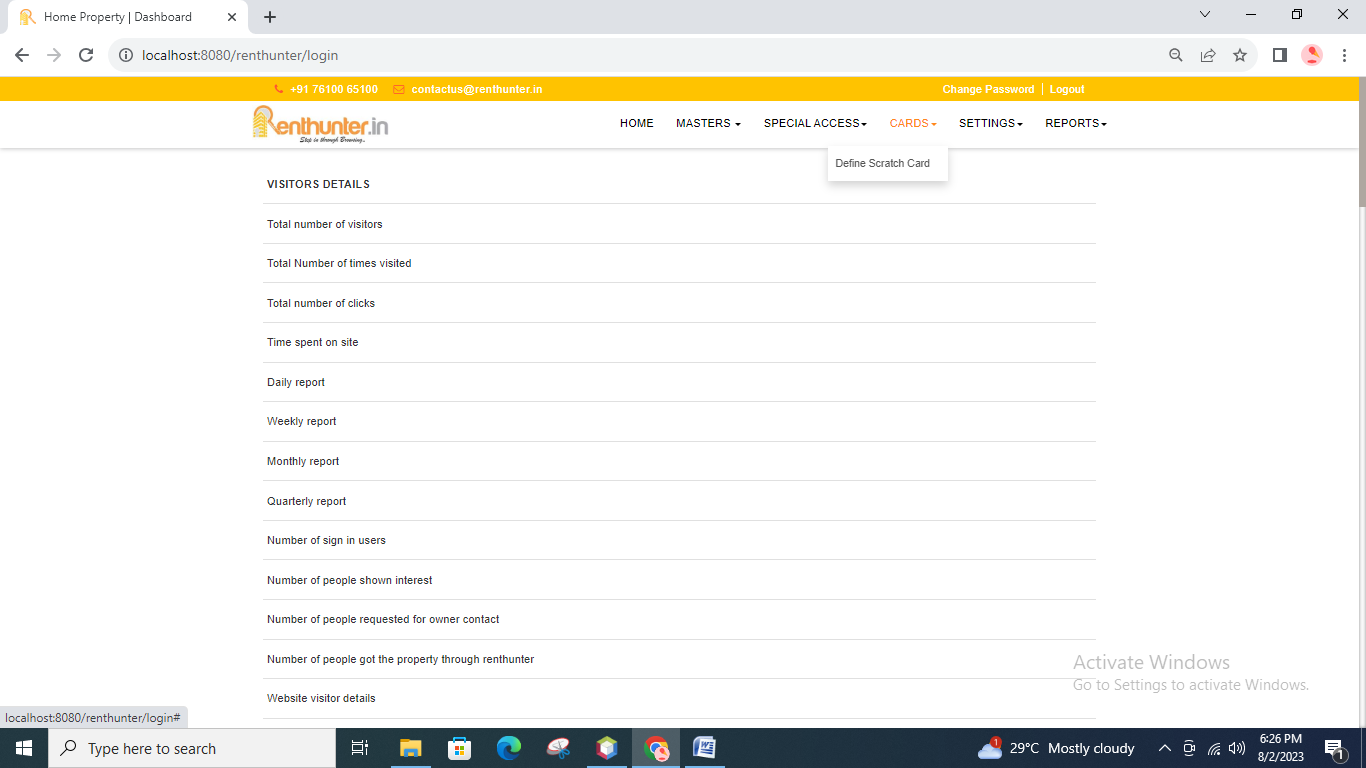 Home Property | Dashboard
localhost:8080/renthunter/login
+91 76100 65100 contactus@renthunter.in Change Password | Logout
Renthunter.in
Step in through Browsing..
HOME MASTERS SPECIAL ACCESS CARDS SETTINGS REPORTS
Define Scratch Card
VISITORS DETAILS
Total number of visitors
Total Number of times visited
Total number of clicks
Time spent on site
Daily report
Weekly report
Monthly report
Quarterly report
Number of sign in users
Number of people shown interest
Number of people requested for owner contact
Number of people got the property through renthunter
Website visitor details
Activate Windows
Go to Settings to activate Windows.
localhost:8080/renthunter/login#
Type here to search
1
29°C Mostly cloudy
6:26 PM
8/2/2023
1